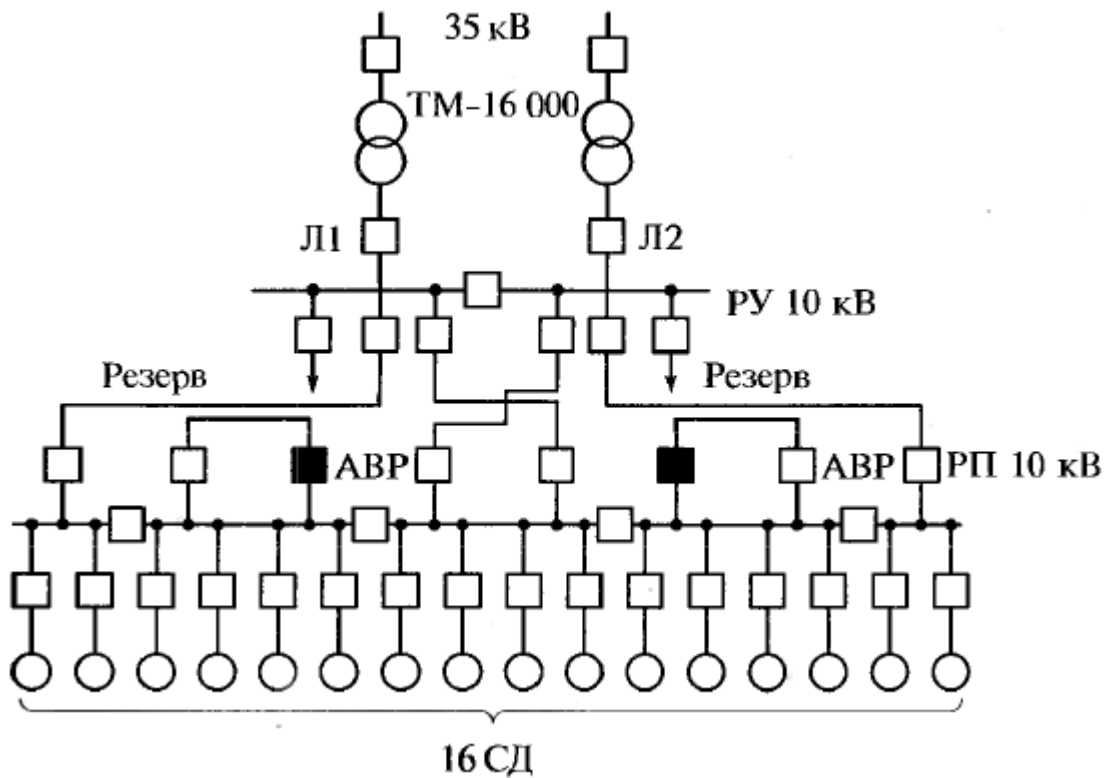 35 кВ
ТМ-16 000
Л1
Л2
РУ 10 кВ
Резерв
Резерв
АВР
АВР
РП 10 кВ
16 СД